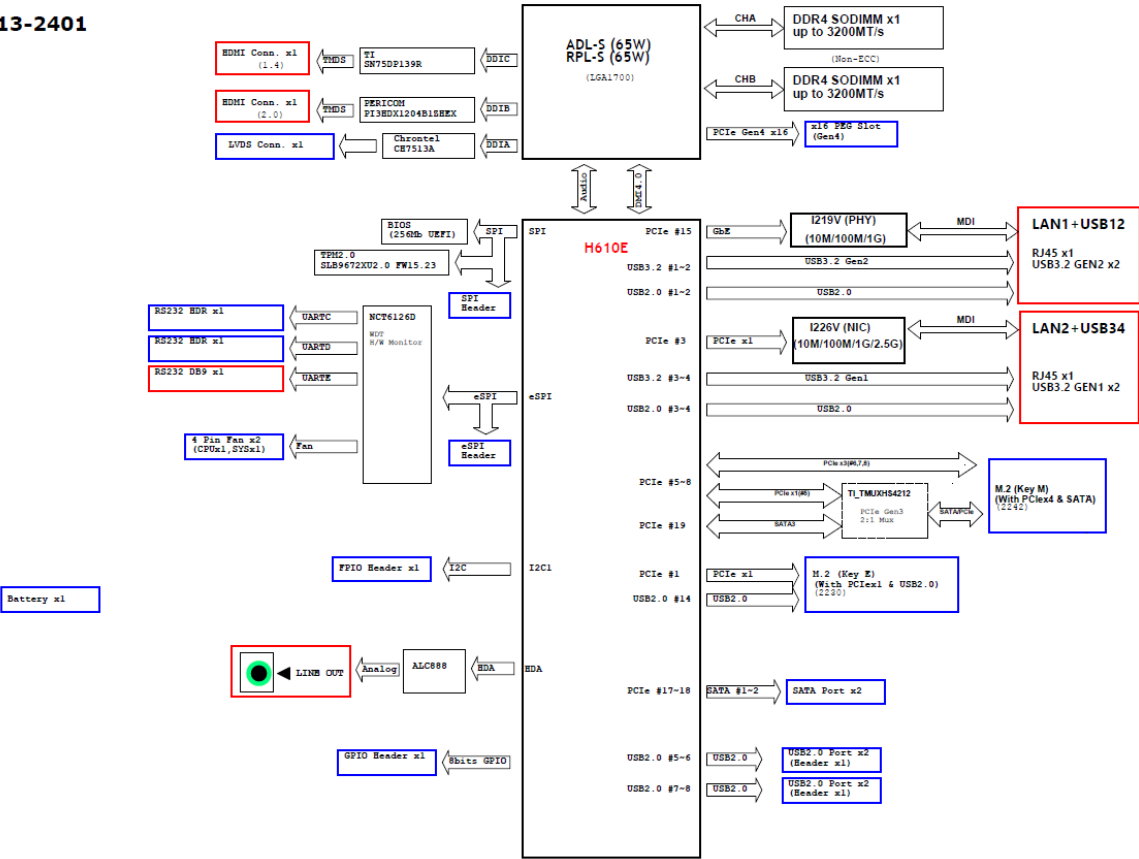 13-2401
ADL-S (65W)
RPL-S (65W)
(LGA1700)
CHA
DDR4 SODIMM x1
up to 3200MT/s
(Non-ECC)
CHB
DDR4 SODIMM x1
up to 3200MT/s
PCIe Gen4 x16
x16 PEG Slot
(Gen4)
HDMI Conn. x1
(1.4)
TMDS
TI
SN75DP139R
DDIC
HDMI Conn. x1
(2.0)
TMDS
PERICOM
PI3HDX1204B1ZHEX
DDIB
LVDS Conn. x1
Chrontel
CH7513A
DDIA
Audio
DMI4.0
H610E
BIOS
(256Mb UEFI)
SPI
SPI
TPM2.0
SLB9672XU2.0 FW15.23
SPI
Header
RS232 HDR x1
UARTC
RS232 HDR x1
UARTD
RS232 DB9 x1
UARTE
NCT6126D
WDT
H/W Monitor
eSPI
eSPI
eSPI
Header
4 Pin Fan x2
(CPUx1,SYSx1)
Fan
FPIO Header x1
I2C
I2C1
Battery x1
LINE OUT
Analog
ALC888
HDA
HDA
GPIO Header x1
8bits GPIO
PCIe #15
GbE
I219V (PHY)
(10M/100M/1G)
MDI
LAN1+USB12
RJ45 x1
USB3.2 GEN2 x2
USB3.2 #1~2
USB3.2 Gen2
USB2.0 #1~2
USB2.0
PCIe #3
PCIe x1
I226V (NIC)
(10M/100M/1G/2.5G)
MDI
LAN2+USB34
RJ45 x1
USB3.2 GEN1 x2
USB3.2 #3~4
USB3.2 Gen1
USB2.0 #3~4
USB2.0
PCIe #5~8
PCIe x3(#6,7,8)
PCIe x1(#5)
TI_TMUXHS4212
PCIe Gen3
2:1 Mux
SATA/PCIe
M.2 (Key M)
(With PCIex4 & SATA)
(2242)
PCIe #19
SATA3
PCIe #1
PCIe x1
M.2 (Key E)
(With PCIex1 & USB2.0)
(2230)
USB2.0 #14
USB2.0
PCIe #17~18
SATA #1~2
SATA Port x2
USB2.0 #5~6
USB2.0
USB2.0 Port x2
(Header x1)
USB2.0 #7~8
USB2.0
USB2.0 Port x2
(Header x1)